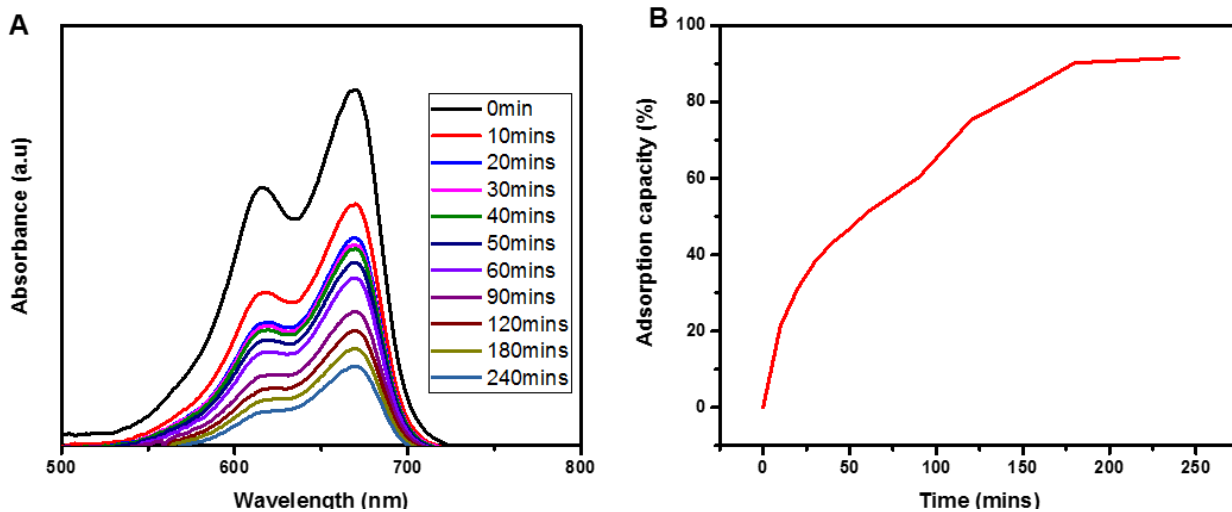 A
Absorbance (a.u)
0min
10mins
20mins
30mins
40mins
50mins
60mins
90mins
120mins
180mins
240mins
500 600 700 800
Wavelength (nm)
B
Adsorption capacity (%)
100
80
60
40
20
0
0 50 100 150 200 250
Time (mins)